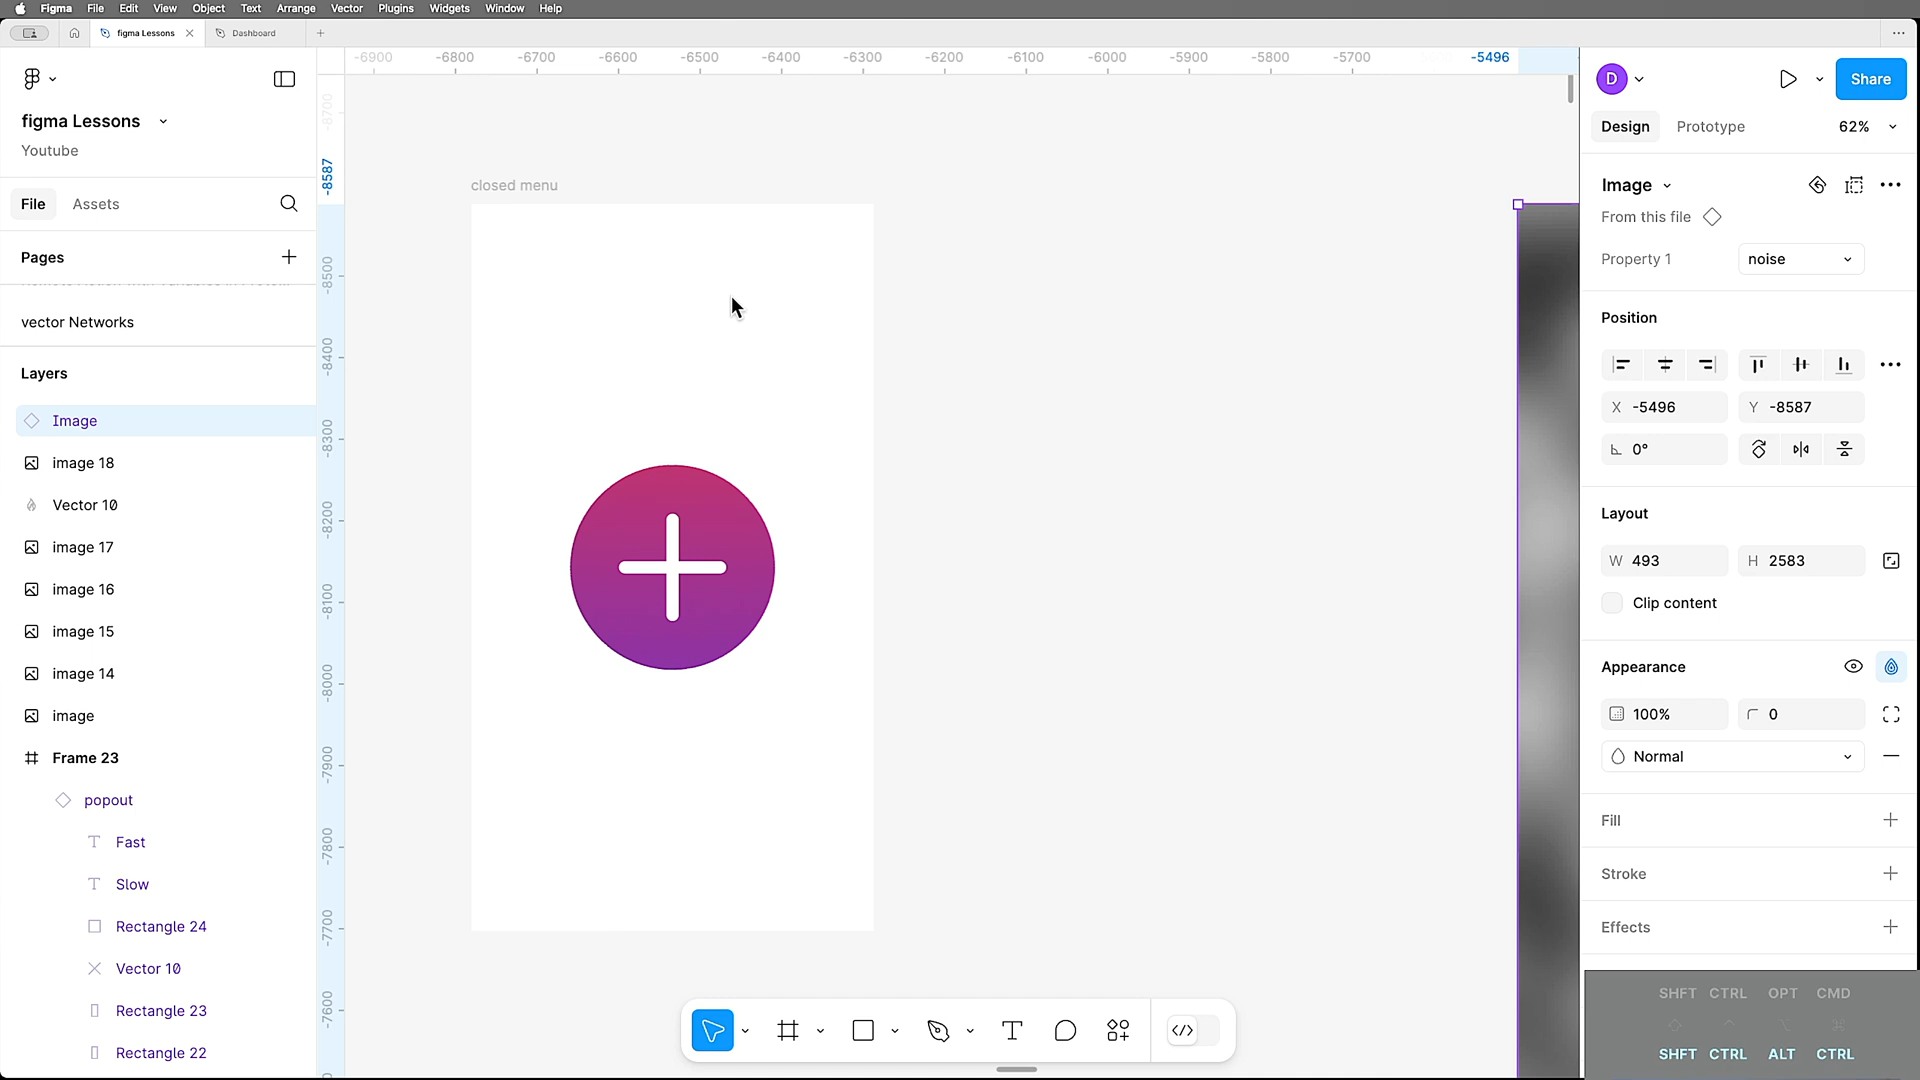 Figma File Edit View Object Text Arrange Vector Plugins Widgets Window Help
figma Lessons Dashboard
-6900 -6800 -6700 -6600 -6500 -6400 -6300 -6200 -6100 -6000 -5900 -5800 -5700 -5496
D Share
figma Lessons
Youtube
Design Prototype 62%
File Assets
Pages
vector Networks
Layers
Image
image 18
Vector 10
image 17
image 16
image 15
image 14
image
Frame 23
popout
Fast
Slow
Rectangle 24
Vector 10
Rectangle 23
Rectangle 22
-8700
-8587
-8500
-8400
-8300
-8200
-8100
-8000
-7900
-7800
-7700
-7600
closed menu
Image
From this file
Property 1 noise
Position
X -5496 Y -8587
0°
Layout
W 493 H 2583
Clip content
Appearance
100% 0
Normal
Fill
Stroke
Effects
SHFT CTRL OPT CMD
SHFT CTRL ALT CTRL